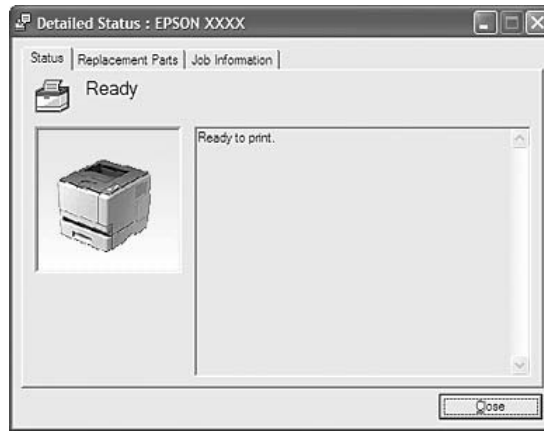 Detailed Status : EPSON XXXX
Status Replacement Parts Job Information
Ready
Ready to print.
Close